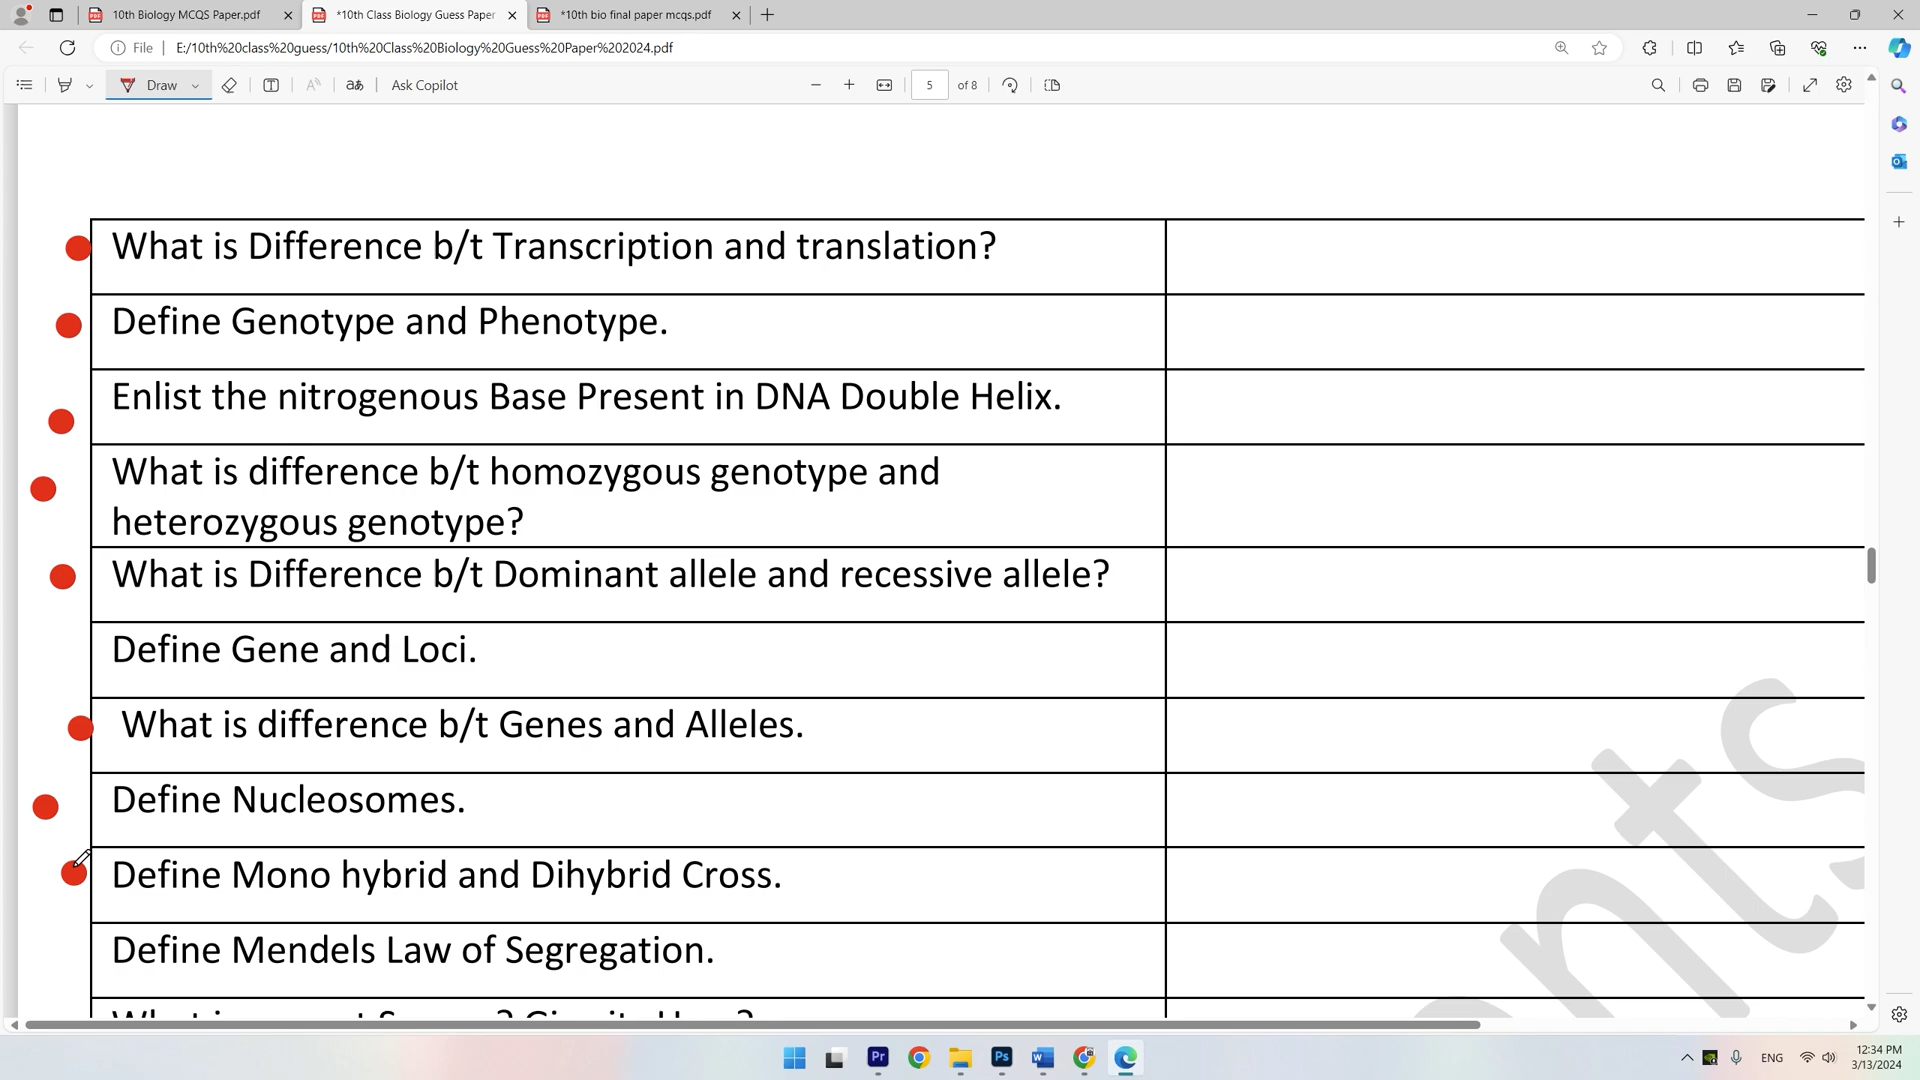 10th Biology MCQS Paper.pdf
*10th Class Biology Guess Paper
*10th bio final paper mcqs.pdf
File
E:/10th%20class%20guess/10th%20Class%20Biology%20Guess%20Paper%202024.pdf
Draw
Ask Copilot
5 of 8
What is Difference b/t Transcription and translation?
Define Genotype and Phenotype.
Enlist the nitrogenous Base Present in DNA Double Helix.
What is difference b/t homozygous genotype and
heterozygous genotype?
What is Difference b/t Dominant allele and recessive allele?
Define Gene and Loci.
What is difference b/t Genes and Alleles.
Define Nucleosomes.
Define Mono hybrid and Dihybrid Cross.
Define Mendels Law of Segregation.
nts
ENG
12:34 PM
3/13/2024